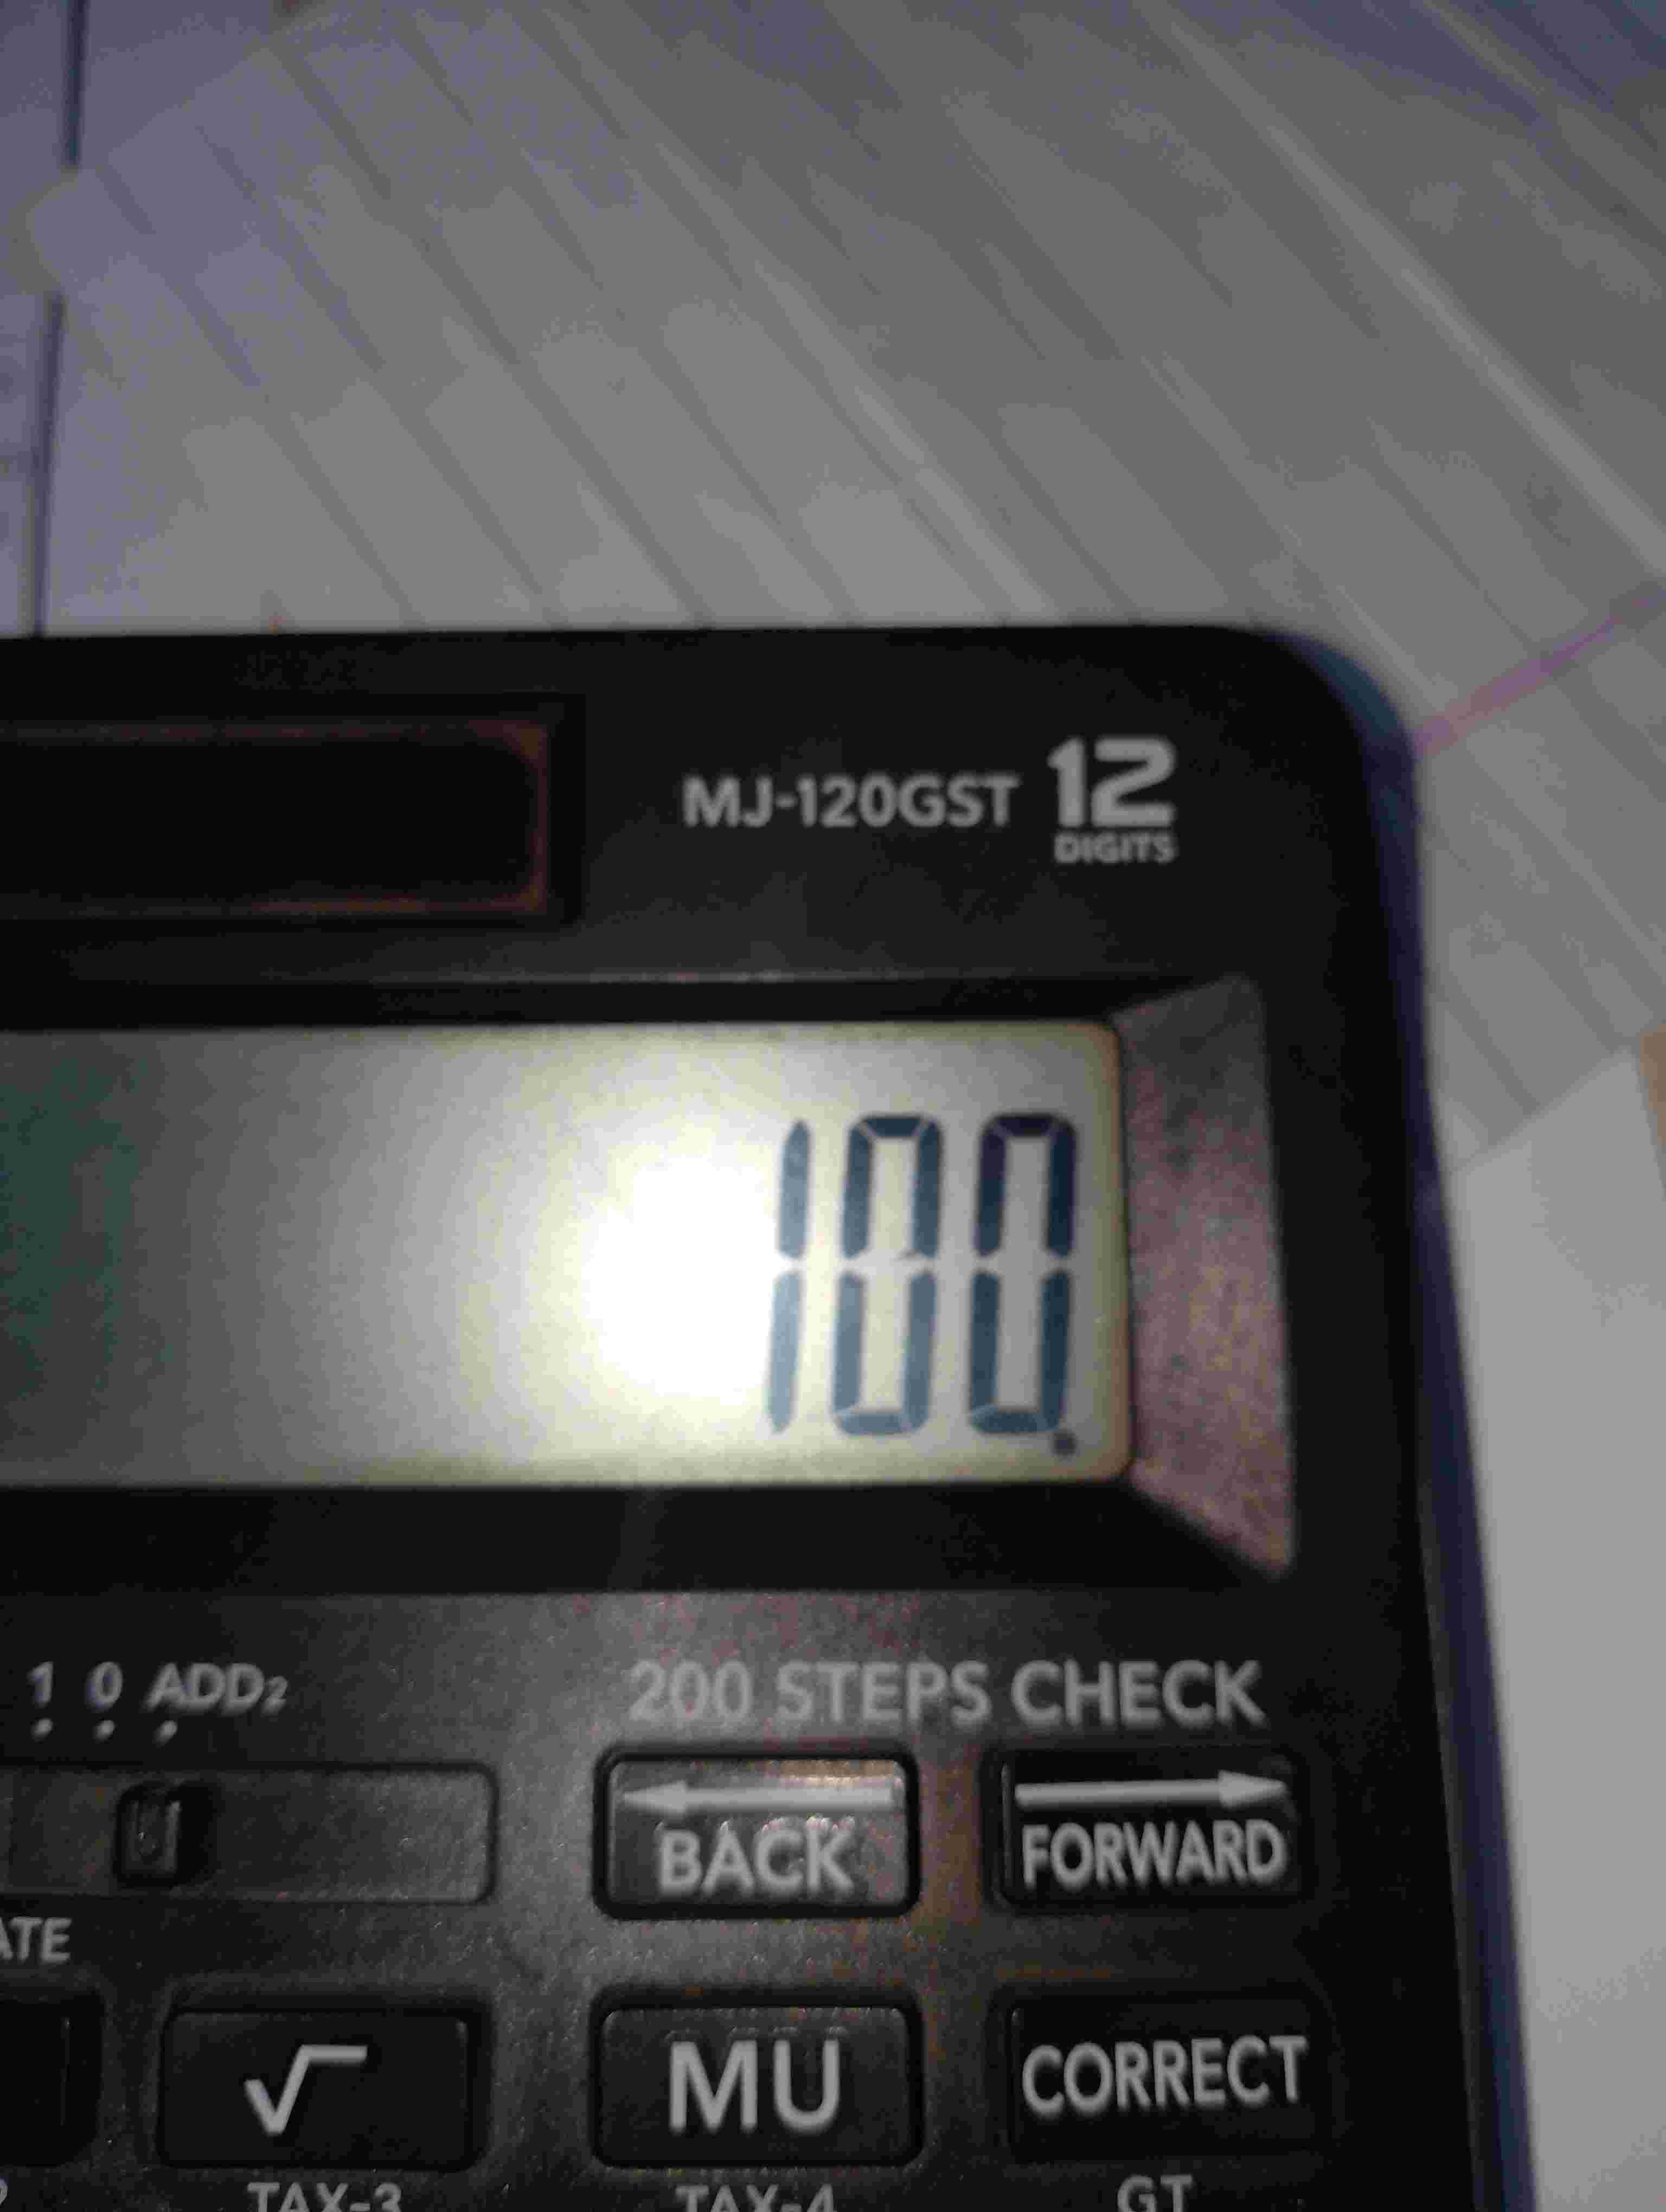 MJ-120GST 12
DIGITS
100.
1 0 ADD2
200 STEPS CHECK
BACK
FORWARD
ATE
√
MU
CORRECT
TAX-3
TAX-4
GT